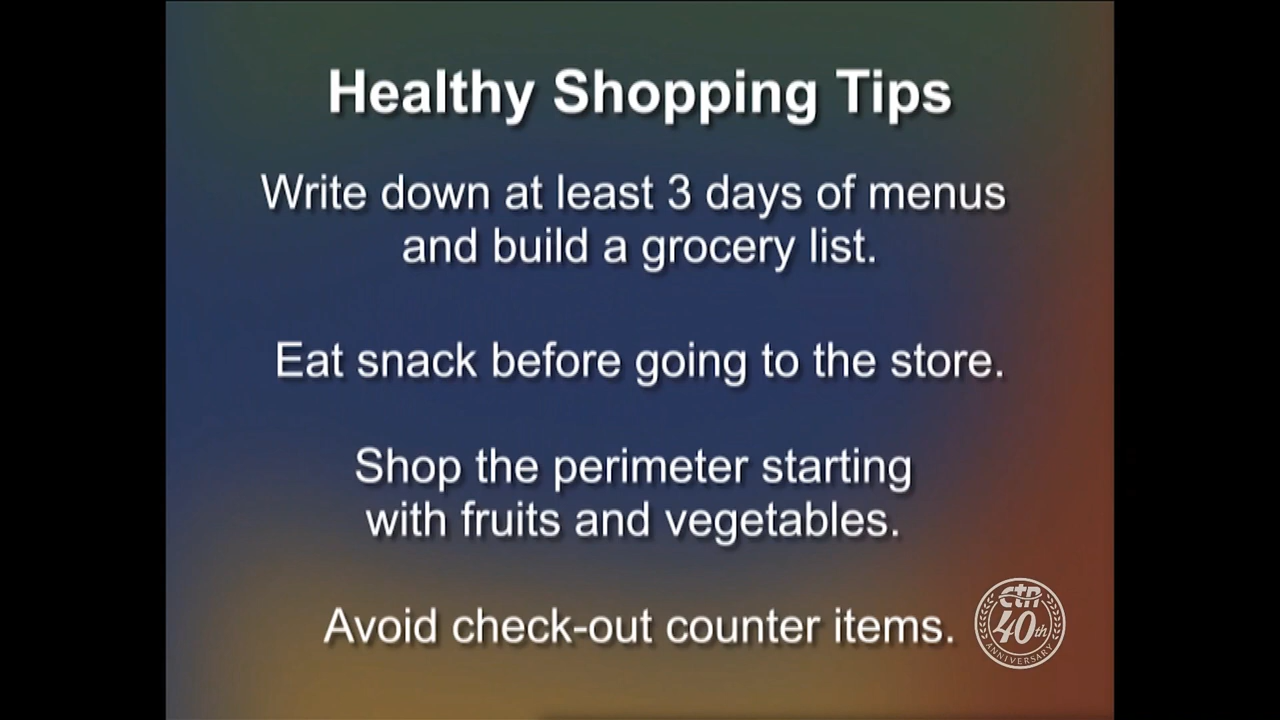 Healthy Shopping Tips
Write down at least 3 days of menus
and build a grocery list.
Eat snack before going to the store.
Shop the perimeter starting
with fruits and vegetables.
Avoid check-out counter items.
ctn
40th
ANNIVERSARY